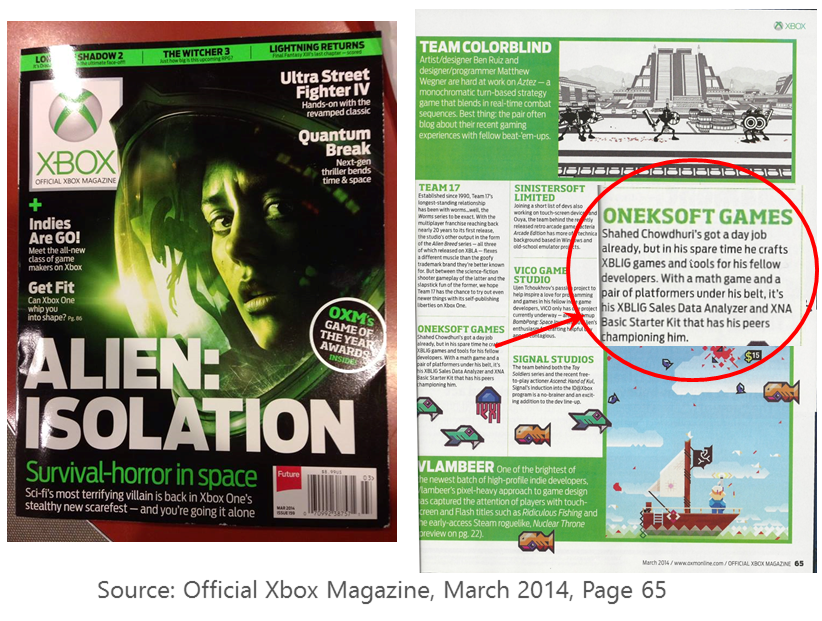 LIGHTNING RETURNS
THE WITCHER 3
SHADOW 2
Final Fantasy XIII's last chapter — scored
Just how big is this upcoming RPG?
the ultimate face-off
Ultra Street
Fighter IV
Hands-on with the
revamped classic
Quantum
Break
Next-gen
thriller bends
time & space
XBOX
OFFICIAL XBOX MAGAZINE
+
Indies
Are GO!
Meet the all-new
class of game
makers on Xbox
Get Fit
Can Xbox One
whip you
into shape? Pg. 86
OXM's
GAME OF
THE YEAR
AWARDS
INSIDE!
ALIEN:
ISOLATION
Survival-horror in space
Sci-fi's most terrifying villain is back in Xbox One's
stealthy new scarefest — and you're going it alone
Future
MAR 2014
ISSUE 159
XBOX
TEAM COLORBLIND
Artist/designer Ben Ruiz and
designer/programmer Matthew
Wegner are hard at work on Aztez — a
monochromatic turn-based strategy
game that blends in real-time combat
sequences. Best thing: the pair often
blog about their recent gaming
experiences with fellow beat-'em-ups.
TEAM 17
Established since 1990, Team 17's
longest-standing relationship
has been with worms...well, the
Worms series to be exact. With the
multiplayer franchise reaching back
nearly 20 years to its first release,
the studio's other output in the form
of the Alien Breed series — all three
of which released on XBLA — flexes
a different muscle than the goofy
trademark brand they're better known
for. But between the science-fiction
shooter gameplay of the latter and the
slapstick fun of the former, we hope
Team 17 has the chance to try out even
newer things with its self-publishing
liberties on Xbox One.
ONEKSOFT GAMES
Shahed Chowdhuri's got a day job
already, but in his spare time he crafts
XBLIG games and tools for his fellow
developers. With a math game and a
pair of platformers under his belt, it's
his XBLIG Sales Data Analyzer and XNA
Basic Starter Kit that has his peers
championing him.
SINISTERSOFT
LIMITED
Joining a short list of devs also
working on touch-screen devices and
Ouya, the team behind the recently
released retro arcade game
Arcade Edition has more of a technical
background based in Windows and
old-school emulator projects.
VICO GAME
STUDIO
Ujen Tchoukhrov's passion project to
help inspire a love for programming
and games in his fellow indie game
developers, VICO only has one project
currently underway —
BombPong: Space
enthusiasm for crafting helpful
contagious.
SIGNAL STUDIOS
The team behind both the Toy
Soldiers series and the recent free-
to-play actioner Ascend: Hand of Kul,
Signal's induction into the ID@Xbox
program is a no-brainer and an excit-
ing addition to the dev line-up.
ONEKSOFT GAMES
Shahed Chowdhuri's got a day job
already, but in his spare time he crafts
XBLIG games and tools for his fellow
developers. With a math game and a
pair of platformers under his belt, it's
his XBLIG Sales Data Analyzer and XNA
Basic Starter Kit that has his peers
championing him.
$15
VLAMBEER One of the brightest of
the newest batch of high-profile indie developers,
Vlambeer's pixel-heavy approach to game design
has captured the attention of players with touch-
screen and Flash titles such as Ridiculous Fishing and
the early-access Steam roguelike, Nuclear Throne
preview on pg. 22).
March 2014 / www.oxmonline.com / OFFICIAL XBOX MAGAZINE 65
Source: Official Xbox Magazine, March 2014, Page 65